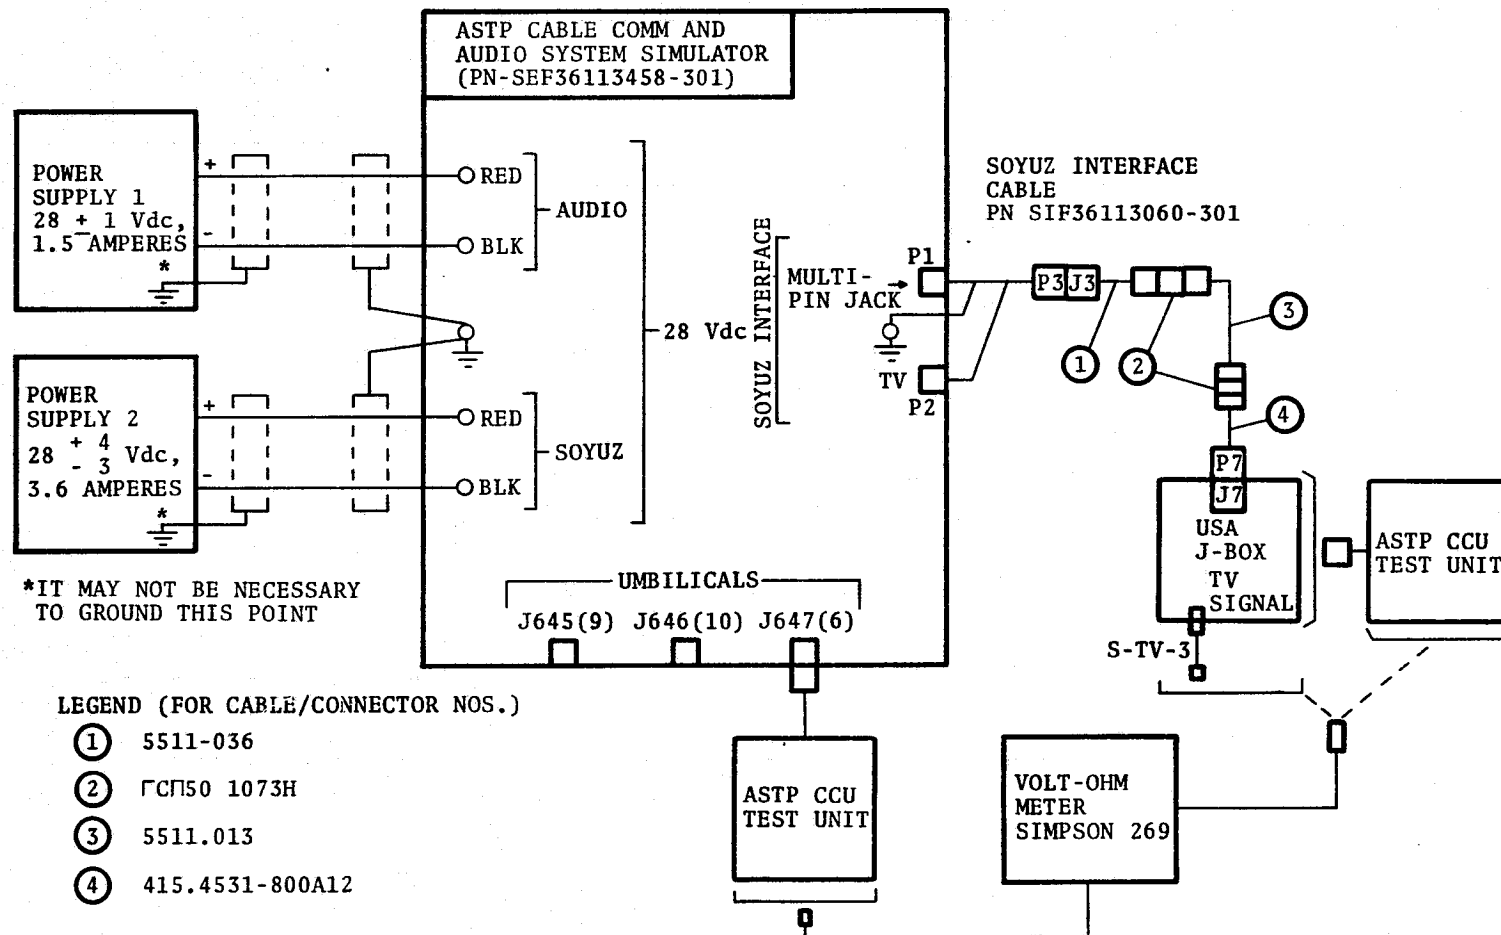 ASTP CABLE COMM AND
AUDIO SYSTEM SIMULATOR
(PN-SEF36113458-301)
POWER
SUPPLY 1
28 ± 1 Vdc,
1.5 AMPERES
*
+
-
RED
BLK
AUDIO
POWER
SUPPLY 2
28 + 4 - 3 Vdc,
3.6 AMPERES
*
+
-
RED
BLK
SOYUZ
28 Vdc
SOYUZ INTERFACE
MULTI-
PIN JACK
P1
TV
P2
SOYUZ INTERFACE
CABLE
PN SIF36113060-301
P3 J3
1
2
3
4
P7
J7
USA
J-BOX
TV
SIGNAL
S-TV-3
ASTP CCU
TEST UNIT
*IT MAY NOT BE NECESSARY
TO GROUND THIS POINT
UMBILICALS
J645(9) J646(10) J647(6)
ASTP CCU
TEST UNIT
VOLT-OHM
METER
SIMPSON 269
LEGEND (FOR CABLE/CONNECTOR NOS.)
1 5511-036
2 ГСП50 1073Н
3 5511.013
4 415.4531-800A12